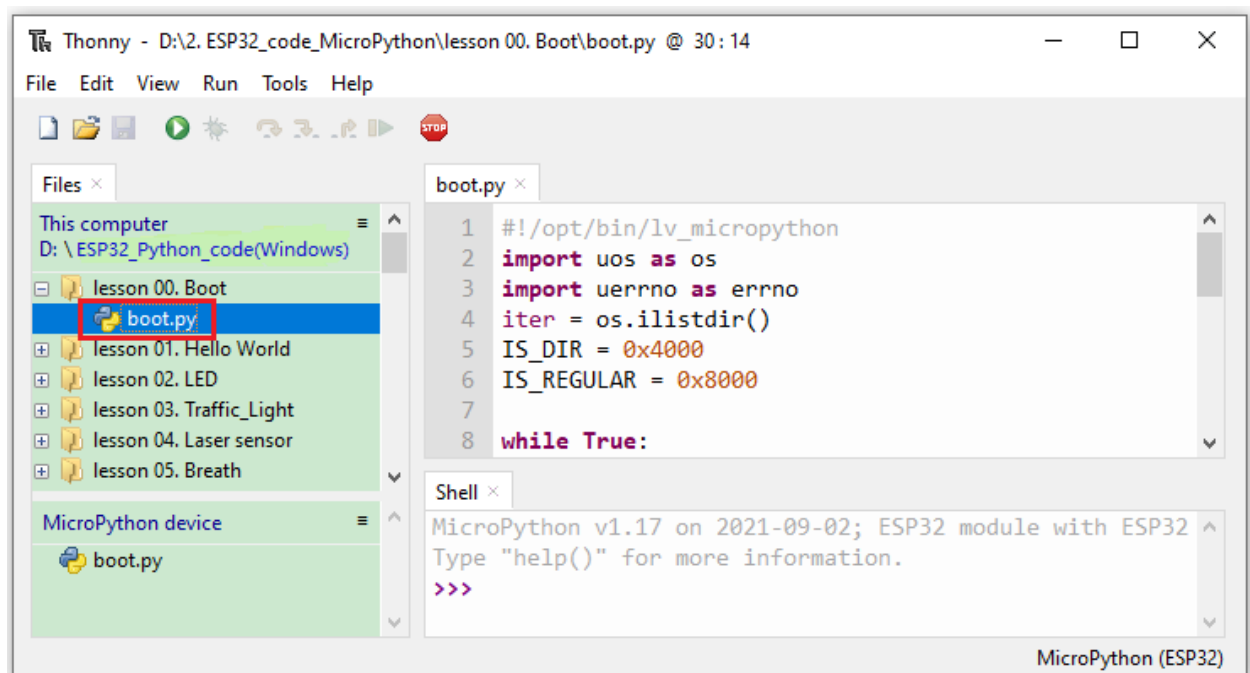 Thonny - D:\2. ESP32_code_MicroPython\lesson 00. Boot\boot.py @ 30 : 14
File Edit View Run Tools Help
STOP
Files
This computer
D: \ ESP32_Python_code(Windows)
lesson 00. Boot
boot.py
lesson 01. Hello World
lesson 02. LED
lesson 03. Traffic_Light
lesson 04. Laser sensor
lesson 05. Breath
MicroPython device
boot.py
boot.py
1 #!/opt/bin/lv_micropython
2 import uos as os
3 import uerrno as errno
4 iter = os.ilistdir()
5 IS_DIR = 0x4000
6 IS_REGULAR = 0x8000
7
8 while True:
Shell
MicroPython v1.17 on 2021-09-02; ESP32 module with ESP32
Type "help()" for more information.
>>>
MicroPython (ESP32)